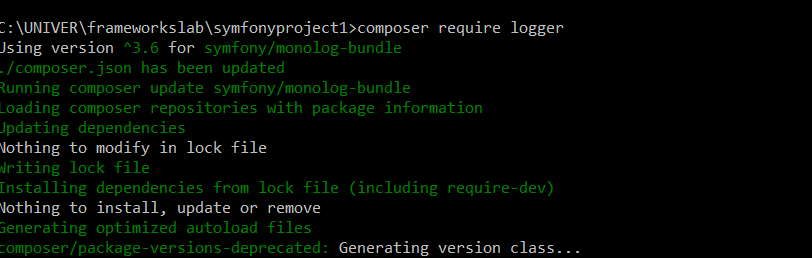 C:\UNIVER\frameworkslab\symfonyproject1>composer require logger
Using version ^3.6 for symfony/monolog-bundle
./composer.json has been updated
Running composer update symfony/monolog-bundle
Loading composer repositories with package information
Updating dependencies
Nothing to modify in lock file
Writing lock file
Installing dependencies from lock file (including require-dev)
Nothing to install, update or remove
Generating optimized autoload files
composer/package-versions-deprecated: Generating version class...